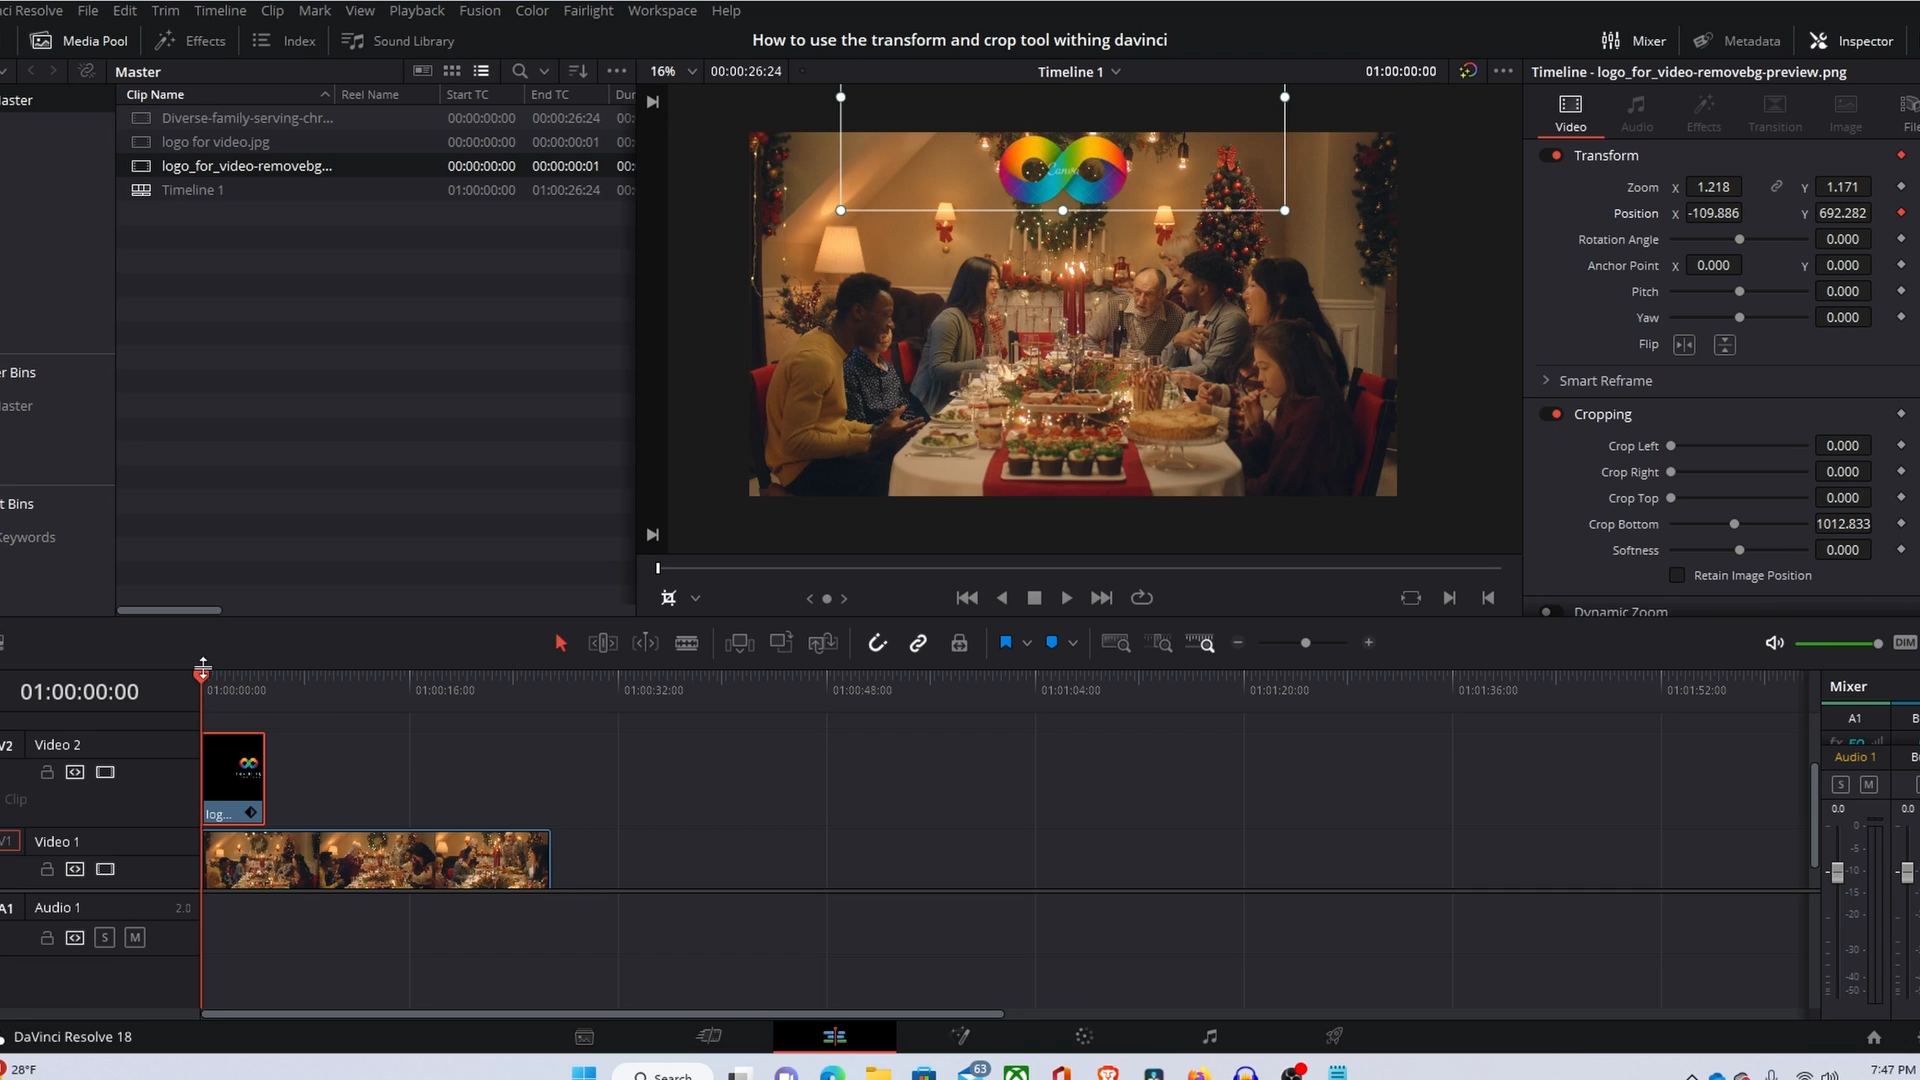 ci Resolve File Edit Trim Timeline Clip Mark View Playback Fusion Color Fairlight Workspace Help
Media Pool Effects Index Sound Library How to use the transform and crop tool withing davinci Mixer Metadata Inspector
Master 16% 00:00:26:24 Timeline 1 01:00:00:00 Timeline - logo_for_video-removebg-preview.png
aster
Clip Name Reel Name Start TC End TC Dur
Diverse-family-serving-chr... 00:00:00:00 00:00:26:24 00:
logo for video.jpg 00:00:00:00 00:00:00:01 00:
logo_for_video-removebg... 00:00:00:00 00:00:00:01 00:
Timeline 1 01:00:00:00 01:00:26:24 00:
er Bins
aster
t Bins
Keywords
Canva
Video Audio Effects Transition Image File
Transform
Zoom X 1.218 Y 1.171
Position X -109.886 Y 692.282
Rotation Angle 0.000
Anchor Point X 0.000 Y 0.000
Pitch 0.000
Yaw 0.000
Flip
Smart Reframe
Cropping
Crop Left 0.000
Crop Right 0.000
Crop Top 0.000
Crop Bottom 1012.833
Softness 0.000
Retain Image Position
Dynamic Zoom
DIM
01:00:00:00
01:00:00:00 01:00:16:00 01:00:32:00 01:00:48:00 01:01:04:00 01:01:20:00 01:01:36:00 01:01:52:00
V2 Video 2
Clip
log...
V1 Video 1
A1 Audio 1 2.0
S M
Mixer
A1 B
fx EQ
Audio 1 Bu
S M S
0.0 0.0
0
-5
-10
-15
-20
-30
-40
-50
DaVinci Resolve 18
28°F
Search
63
7:47 PM